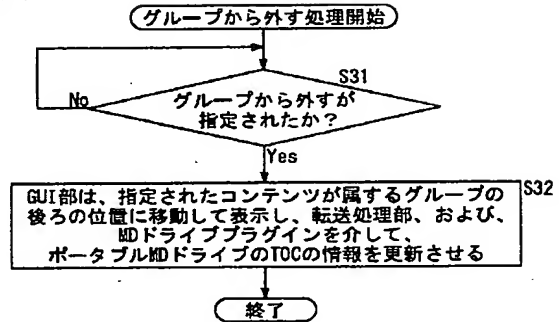 グループから外す処理開始
S31
No
グループから外すが
指定されたか？
Yes
S32
GUI部は、指定されたコンテンツが属するグループの
後ろの位置に移動して表示し、転送処理部、および、
MDドライブプラグインを介して、
ポータブルMDドライブのTOCの情報を更新させる
終了